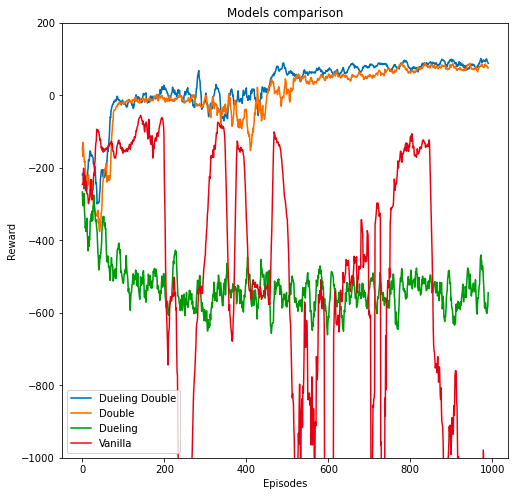 Models comparison
200
0
−200
−400
−600
−800
−1000
Reward
Dueling Double
Double
Dueling
Vanilla
0 200 400 600 800 1000
Episodes